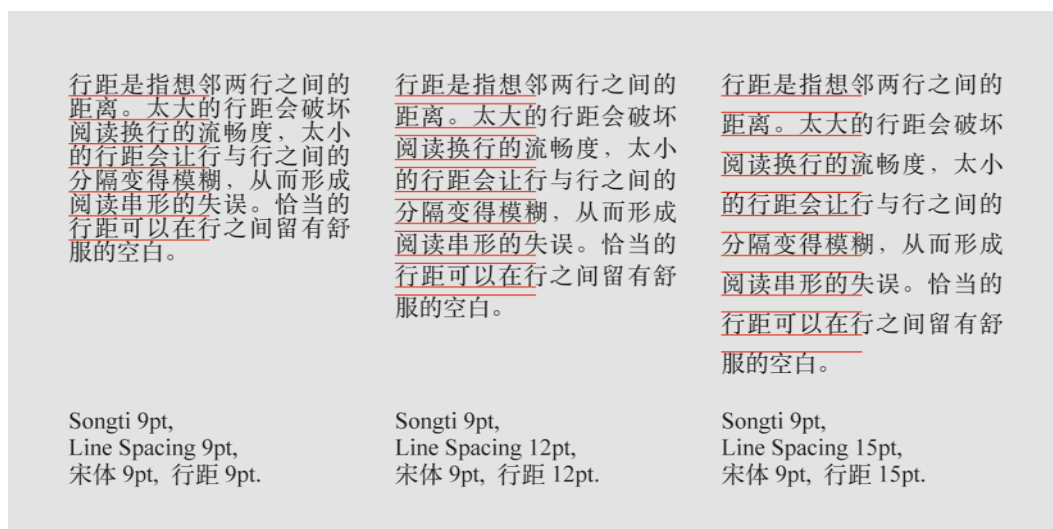 行距是指想邻两行之间的
距离。太大的行距会破坏
阅读换行的流畅度，太小
的行距会让行与行之间的
分隔变得模糊，从而形成
阅读串形的失误。恰当的
行距可以在行之间留有舒
服的空白。
Songti 9pt,
Line Spacing 9pt,
宋体 9pt, 行距 9pt.
行距是指想邻两行之间的
距离。太大的行距会破坏
阅读换行的流畅度，太小
的行距会让行与行之间的
分隔变得模糊，从而形成
阅读串形的失误。恰当的
行距可以在行之间留有舒
服的空白。
Songti 9pt,
Line Spacing 12pt,
宋体 9pt, 行距 12pt.
行距是指想邻两行之间的
距离。太大的行距会破坏
阅读换行的流畅度，太小
的行距会让行与行之间的
分隔变得模糊，从而形成
阅读串形的失误。恰当的
行距可以在行之间留有舒
服的空白。
Songti 9pt,
Line Spacing 15pt,
宋体 9pt, 行距 15pt.